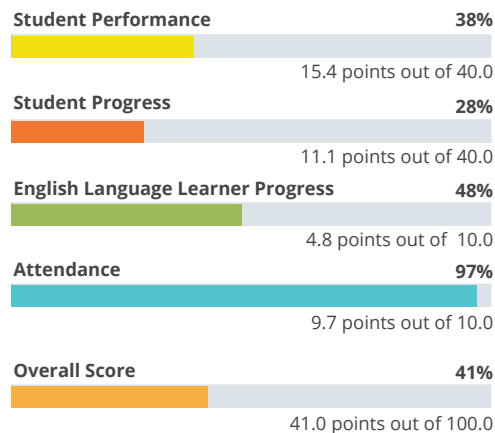 Student Performance 38%
15.4 points out of 40.0
Student Progress 28%
11.1 points out of 40.0
English Language Learner Progress 48%
4.8 points out of 10.0
Attendance 97%
9.7 points out of 10.0
Overall Score 41%
41.0 points out of 100.0